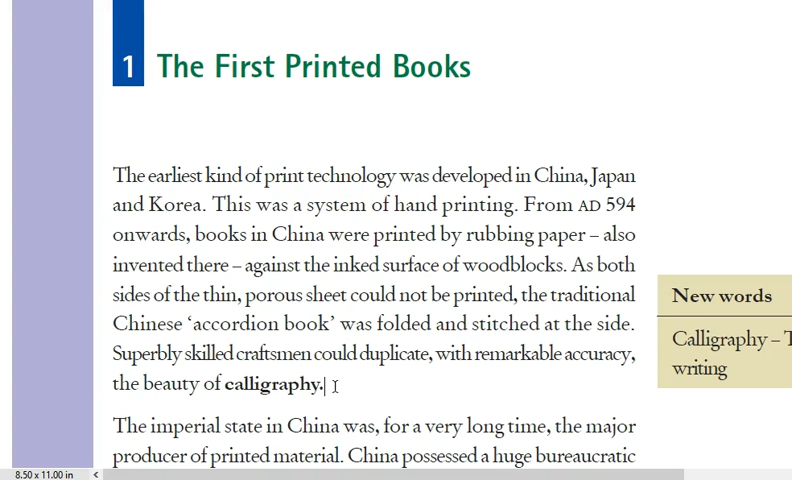 1 The First Printed Books
The earliest kind of print technology was developed in China, Japan
and Korea. This was a system of hand printing. From AD 594
onwards, books in China were printed by rubbing paper – also
invented there – against the inked surface of woodblocks. As both
sides of the thin, porous sheet could not be printed, the traditional
Chinese ‘accordion book’ was folded and stitched at the side.
Superbly skilled craftsmen could duplicate, with remarkable accuracy,
the beauty of calligraphy.
The imperial state in China was, for a very long time, the major
producer of printed material. China possessed a huge bureaucratic
New words
Calligraphy – T
writing
8.50 x 11.00 in